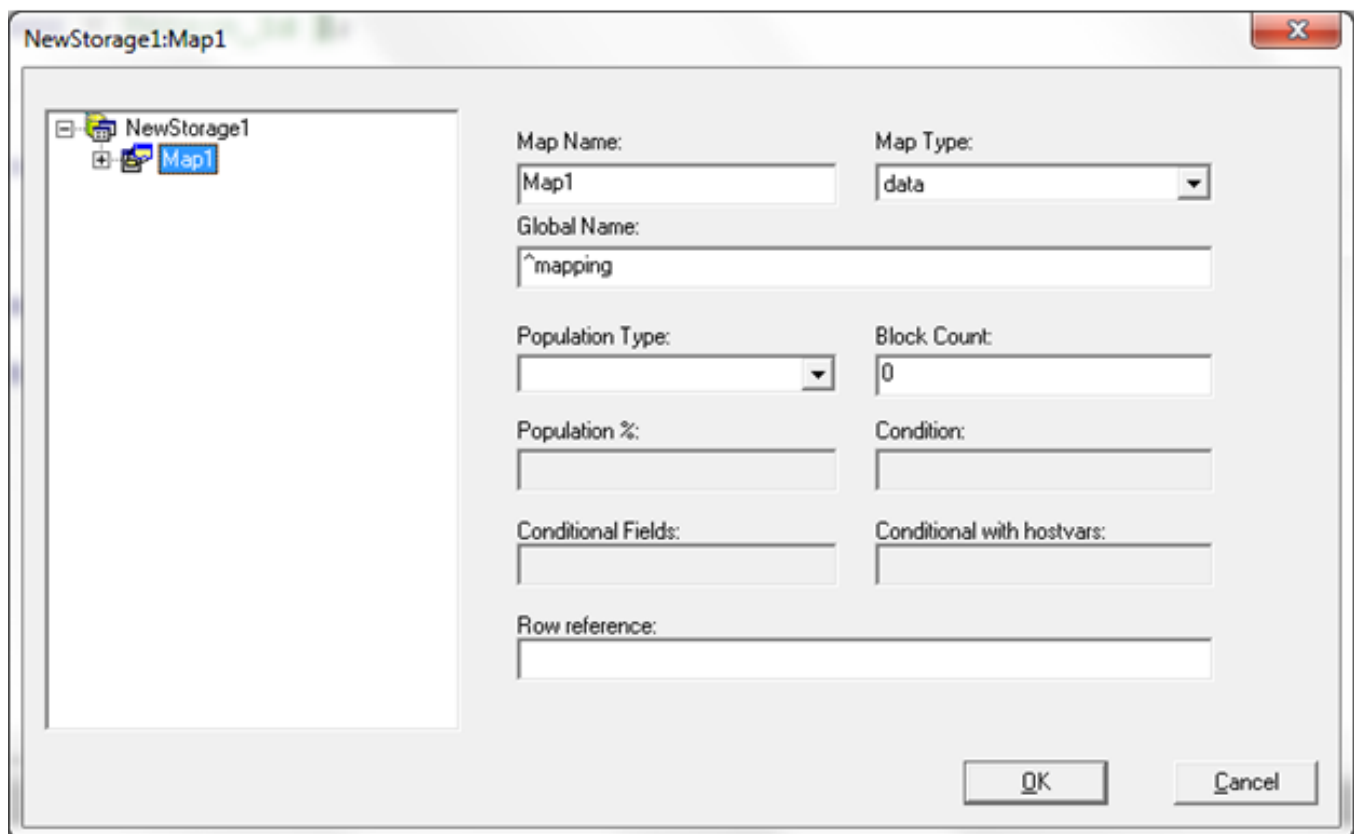 NewStorage1:Map1
NewStorage1
Map1
Map Name:
Map Type:
Map1
data
Global Name:
^mapping
Population Type:
Block Count:
0
Population %:
Condition:
Conditional Fields:
Conditional with hostvars:
Row reference:
OK
Cancel